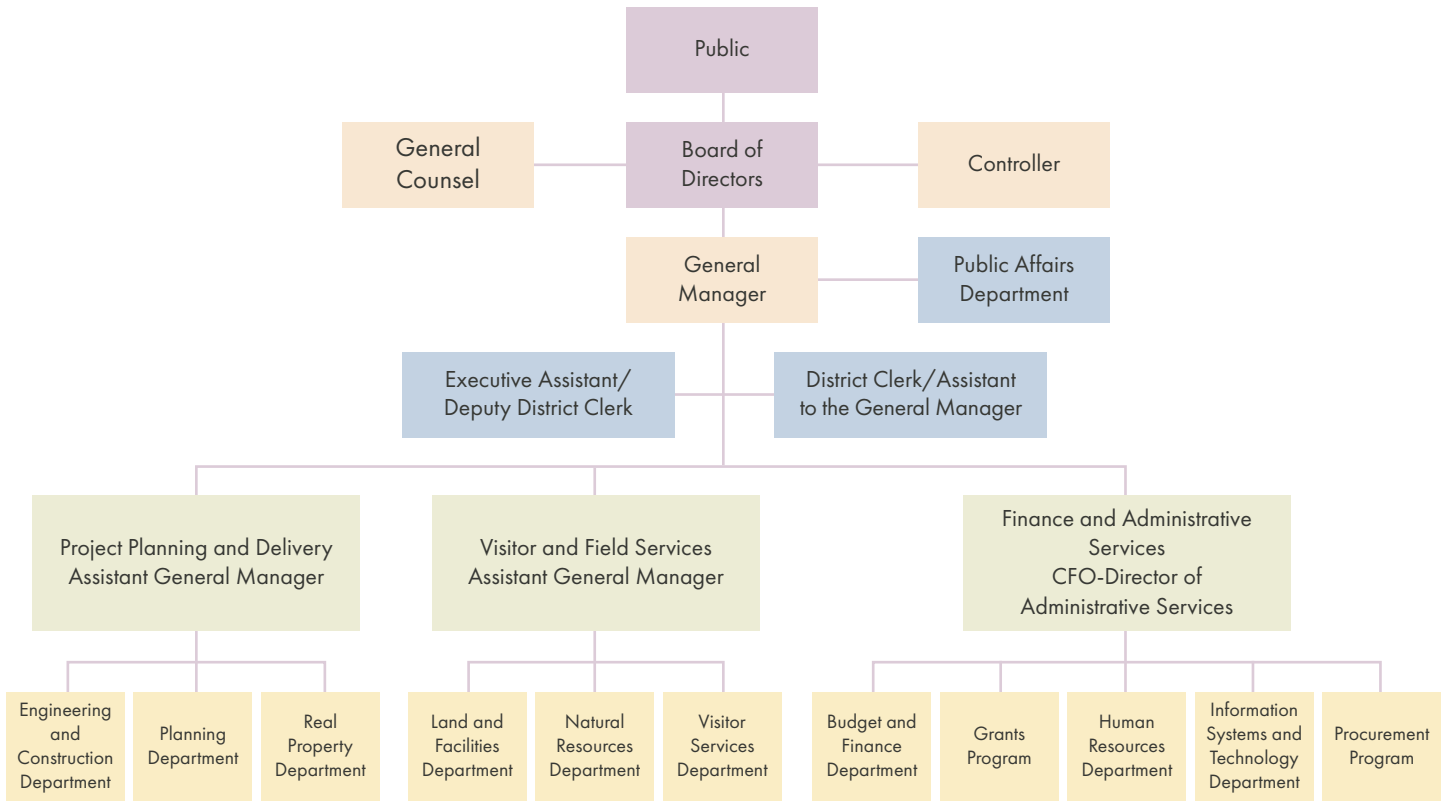 Public
General
Counsel
Board of
Directors
Controller
General
Manager
Public Affairs
Department
Executive Assistant/
Deputy District Clerk
District Clerk/Assistant
to the General Manager
Project Planning and Delivery
Assistant General Manager
Visitor and Field Services
Assistant General Manager
Finance and Administrative
Services
CFO-Director of
Administrative Services
Engineering
and
Construction
Department
Planning
Department
Real
Property
Department
Land and
Facilities
Department
Natural
Resources
Department
Visitor
Services
Department
Budget and
Finance
Department
Grants
Program
Human
Resources
Department
Information
Systems and
Technology
Department
Procurement
Program